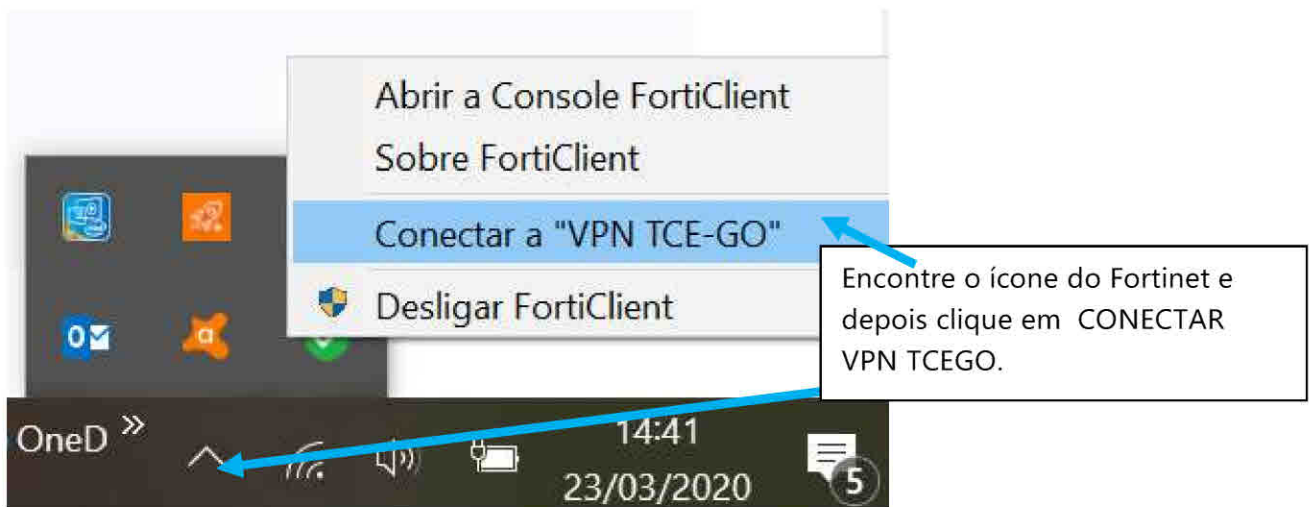 Abrir a Console FortiClient
Sobre FortiClient
Conectar a "VPN TCE-GO"
Desligar FortiClient
Encontre o ícone do Fortinet e
depois clique em CONECTAR
VPN TCEGO.
OneD »
14:41
23/03/2020
5